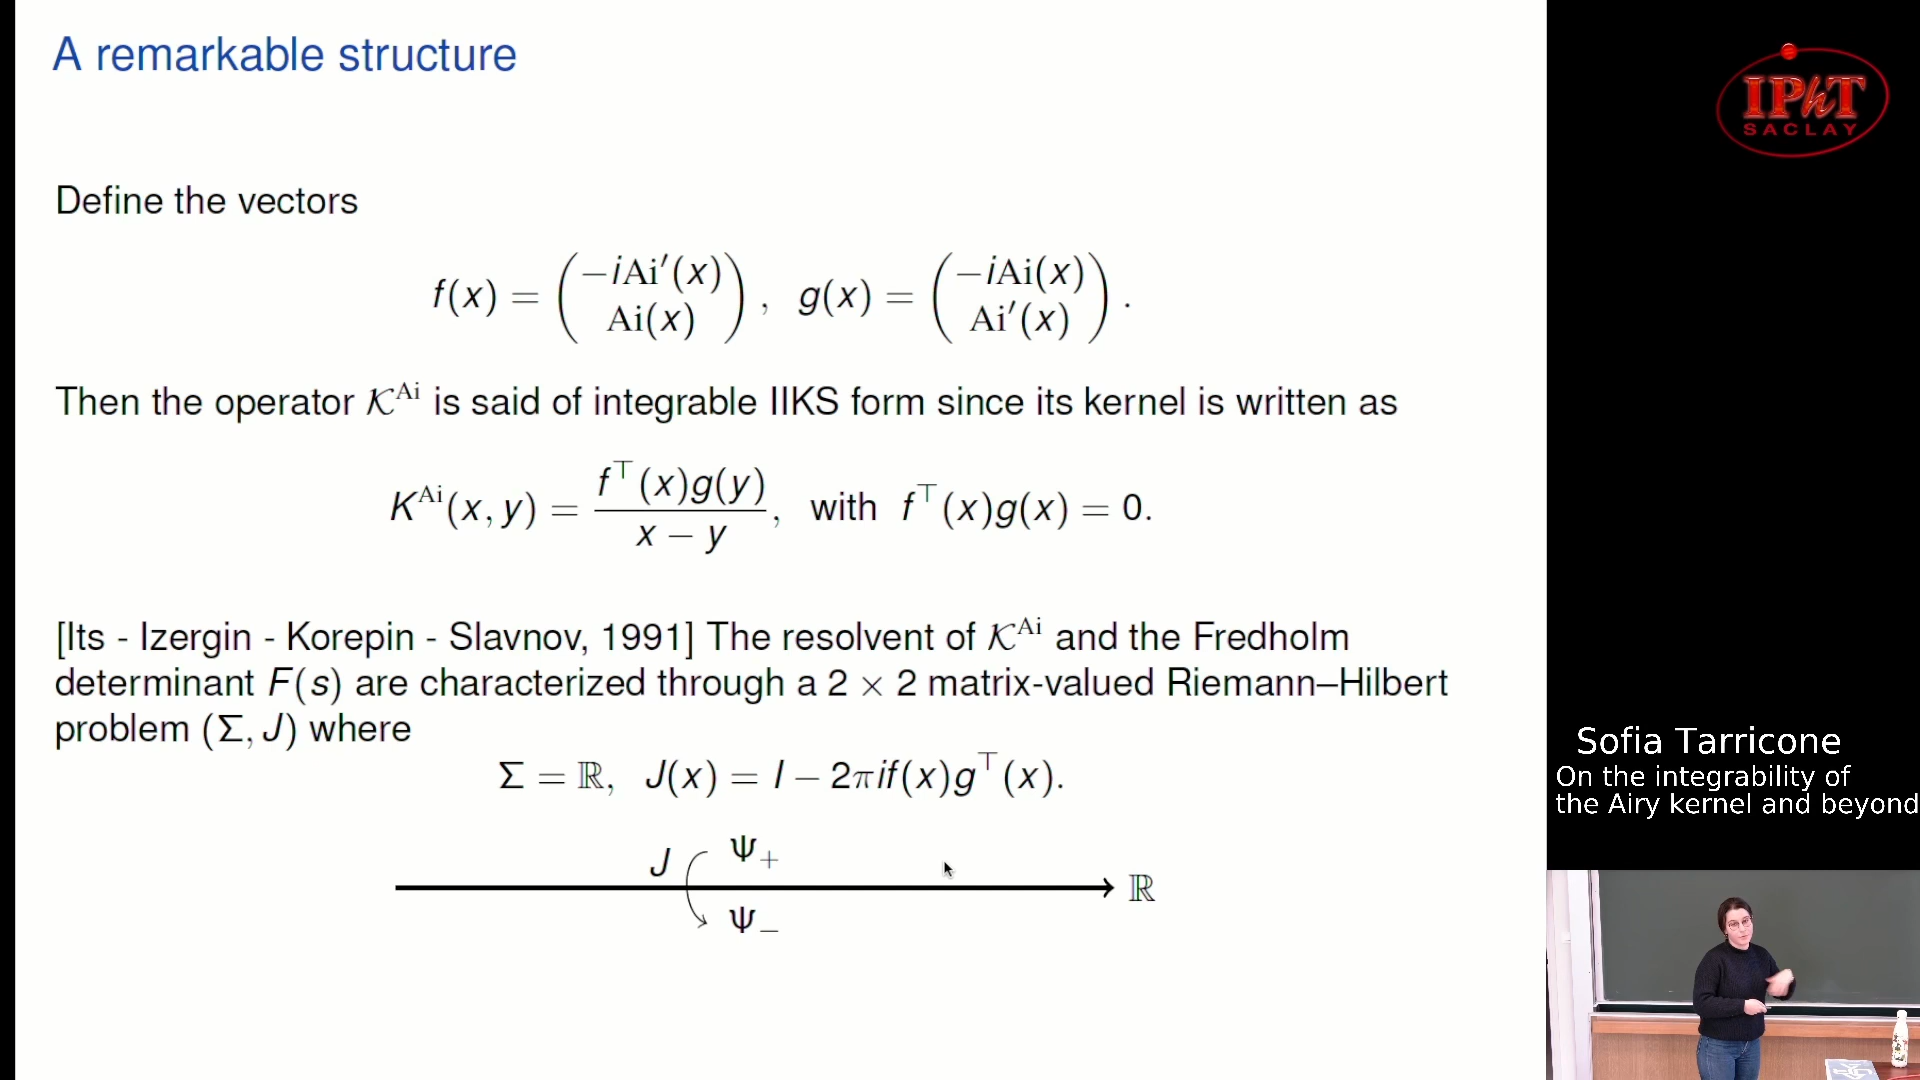 A remarkable structure
Define the vectors
f(x) = ( −iAi′(x) Ai(x) ), g(x) = ( −iAi(x) Ai′(x) ).
Then the operator 𝒦^Ai is said of integrable IIKS form since its kernel is written as
K^Ai(x, y) = f^⊤(x)g(y) / x − y, with f^⊤(x)g(x) = 0.
[Its - Izergin - Korepin - Slavnov, 1991] The resolvent of 𝒦^Ai and the Fredholm
determinant F(s) are characterized through a 2 × 2 matrix-valued Riemann–Hilbert
problem (Σ, J) where
Σ = ℝ, J(x) = I − 2πif(x)g^⊤(x).
J Ψ₊
ℝ
Ψ₋
IPhT
SACLAY
Sofia Tarricone
On the integrability of
the Airy kernel and beyond